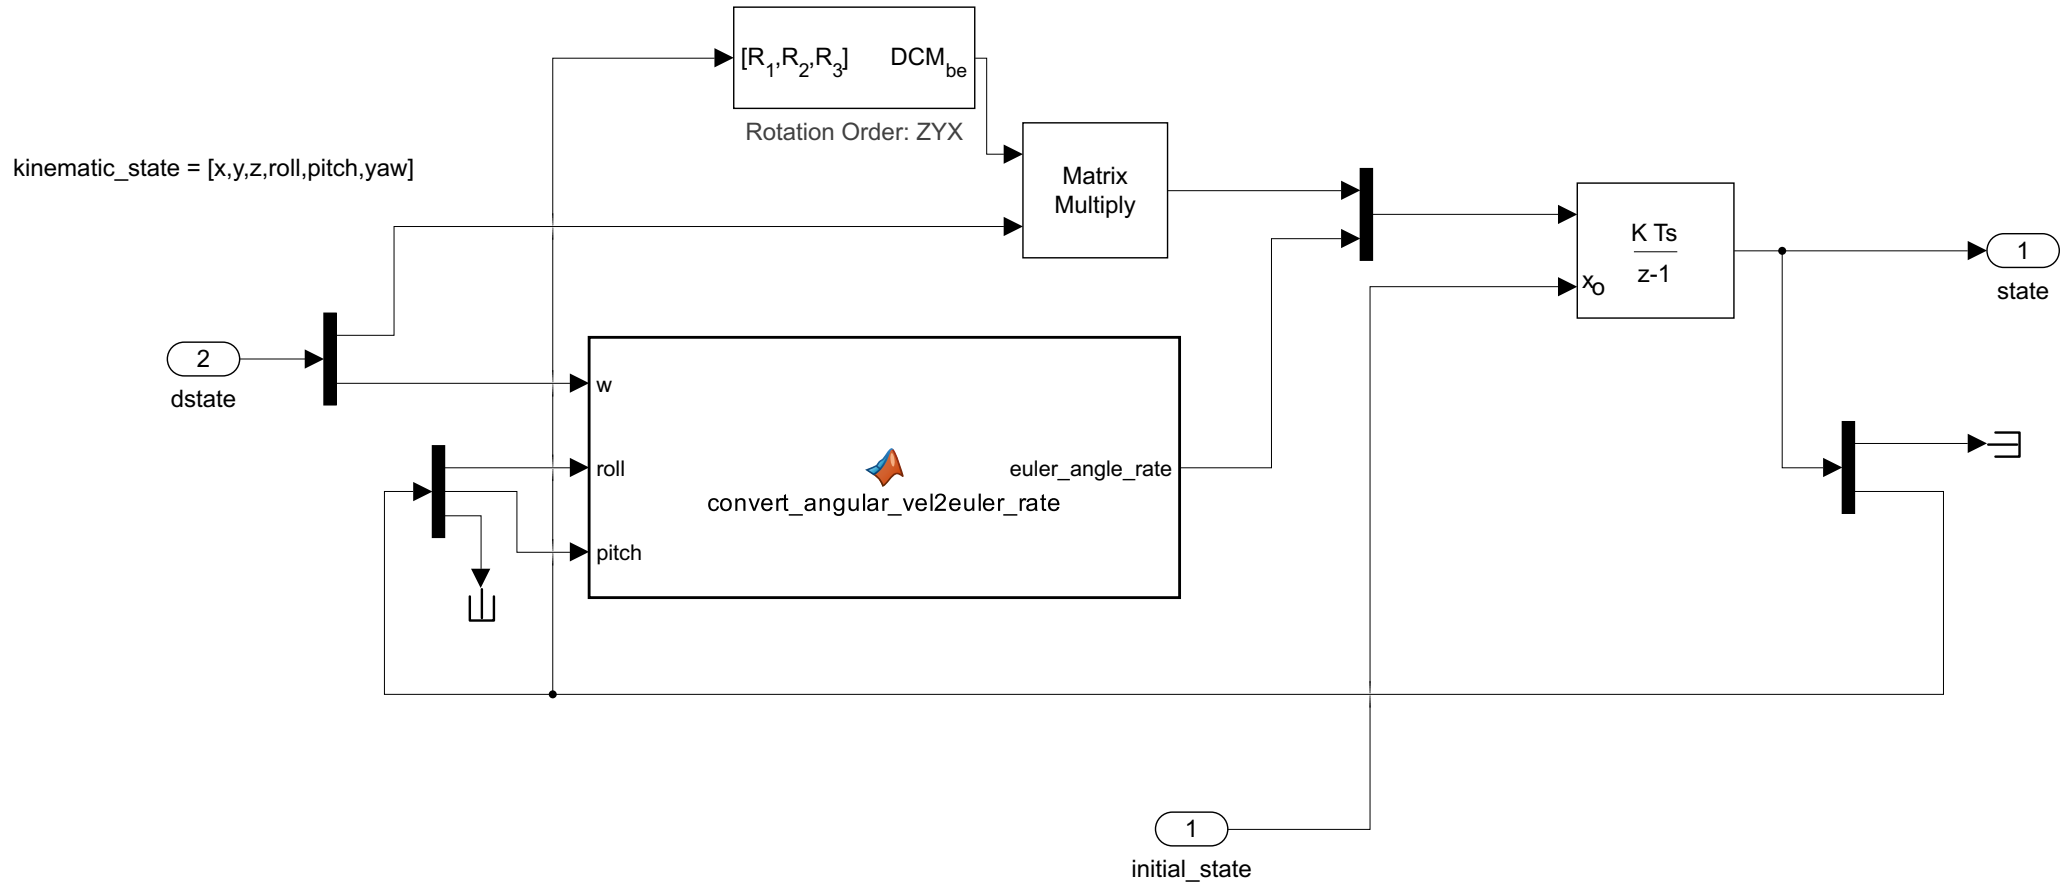 [R1,R2,R3]
DCMbe
Rotation Order: ZYX
kinematic_state = [x,y,z,roll,pitch,yaw]
Matrix
Multiply
K Ts
z-1
xo
1
state
2
dstate
w
roll
pitch
euler_angle_rate
convert_angular_vel2euler_rate
1
initial_state